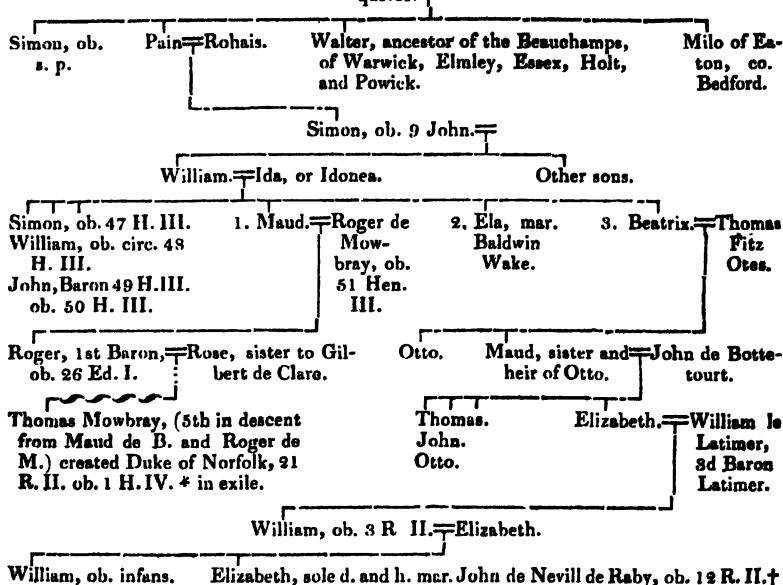 Simon, ob. s. p.
Pain=Rohais.
Walter, ancestor of the Beauchamps, of Warwick, Elmley, Essex, Holt, and Powick.
Milo of Eaton, co. Bedford.
Simon, ob. 9 John.=
William.=Ida, or Idonea.
Other sons.
Simon, ob. 47 H. III.
William, ob. circ. 48
H. III.
John, Baron 49 H.III.
ob. 50 H. III.
1. Maud.=Roger de
Mow-
bray, ob.
51 Hen.
III.
2. Ela, mar.
Baldwin
Wake.
3. Beatrix.=Thomas
Fitz
Otes.
Roger, 1st Baron,=Rose, sister to Gil-
ob. 26 Ed. I.
bert de Clare.
Otto.
Maud, sister and=John de Botte-
heir of Otto.
tourt.
Thomas Mowbray, (5th in descent
from Maud de B. and Roger de
M.) created Duke of Norfolk, 21
R. II. ob. 1 H. IV. * in exile.
Thomas.
John.
Otto.
Elizabeth.=William le
Latimer,
3d Baron
Latimer.
William, ob. 3 R II.=Elizabeth.
William, ob. infans.
Elizabeth, sole d. and h. mar. John de Nevill de Raby, ob. 12 R. II.†